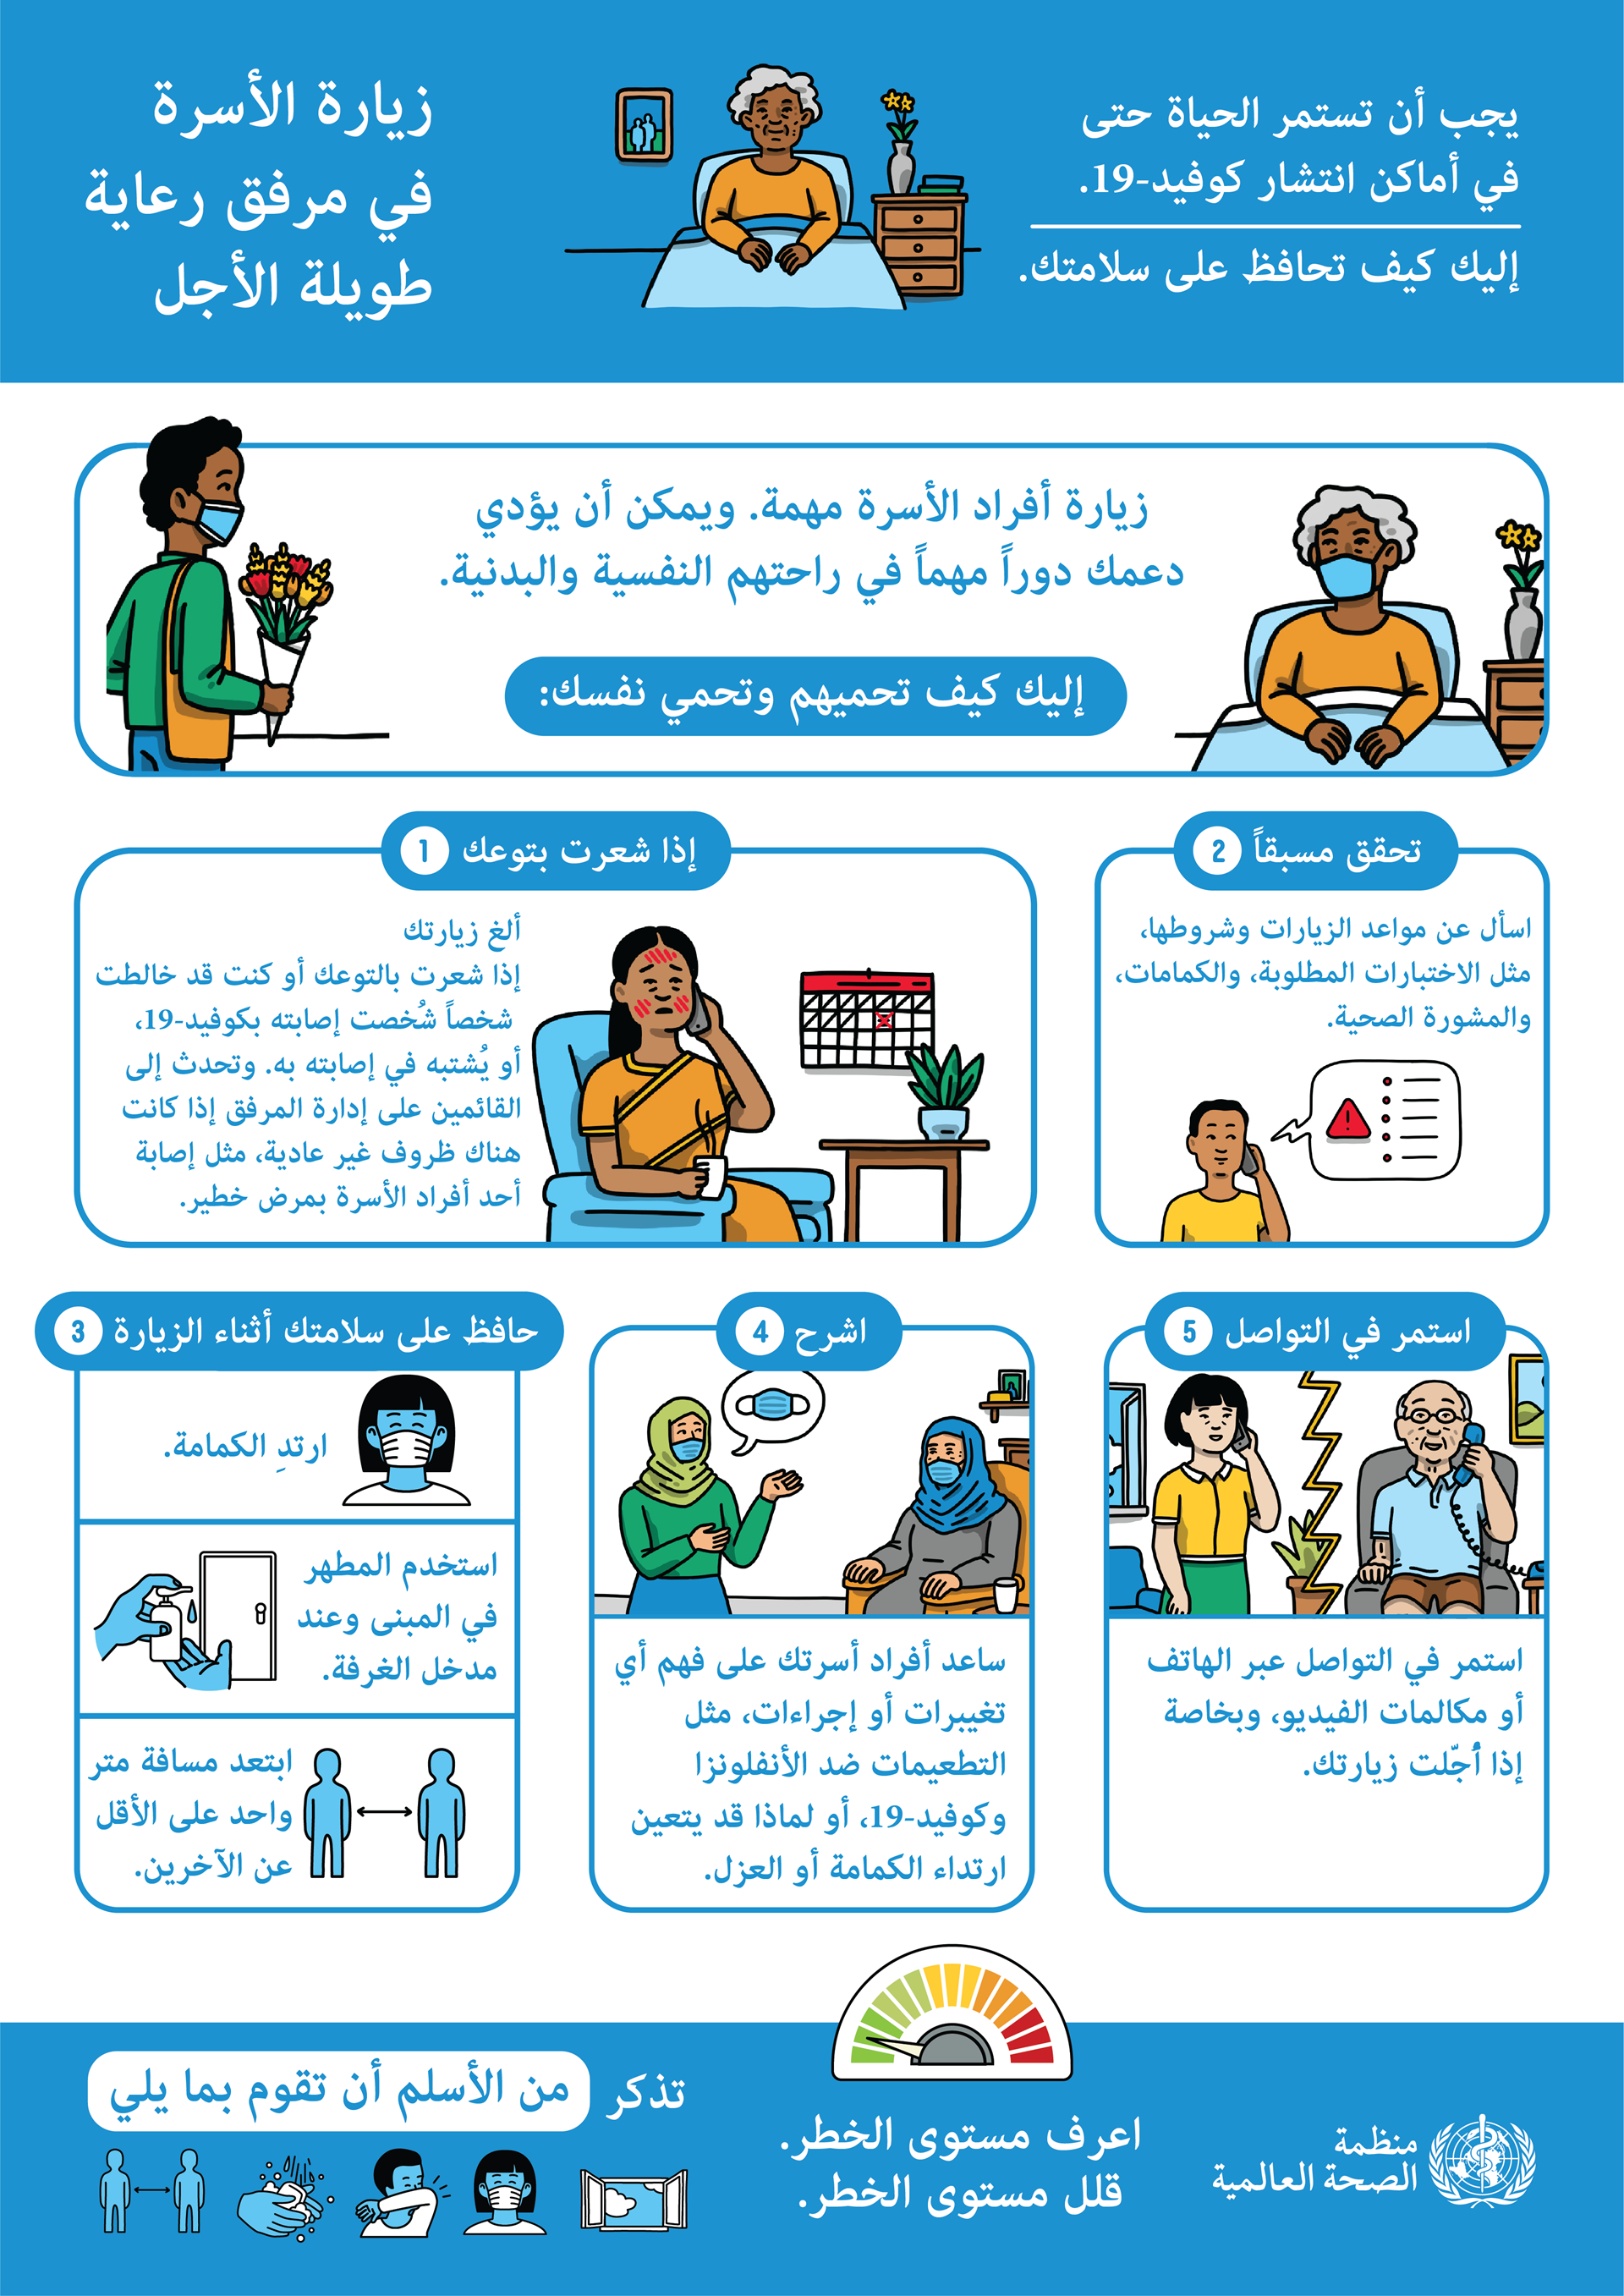 زيارة الأسرة
في مرفق رعاية
طويلة الأجل
يجب أن تستمر الحياة حتى
في أماكن انتشار كوفيد-19.
إليك كيف تحافظ على سلامتك.
زيارة أفراد الأسرة مهمة. ويمكن أن يؤدي
دعمك دوراً مهماً في راحتهم النفسية والبدنية.
إليك كيف تحميهم وتحمي نفسك:
إذا شعرت بتوعك 1
ألغ زيارتك
إذا شعرت بالتوعك أو كنت قد خالطت
شخصاً شُخصت إصابته بكوفيد-19،
أو يُشتبه في إصابته به. وتحدث إلى
القائمين على إدارة المرفق إذا كانت
هناك ظروف غير عادية، مثل إصابة
أحد أفراد الأسرة بمرض خطير.
تحقق مسبقاً 2
اسأل عن مواعد الزيارات وشروطها،
مثل الاختبارات المطلوبة، والكمامات،
والمشورة الصحية.
حافظ على سلامتك أثناء الزيارة 3
ارتدِ الكمامة.
استخدم المطهر
في المبنى وعند
مدخل الغرفة.
ابتعد مسافة متر
واحد على الأقل
عن الآخرين.
اشرح 4
ساعد أفراد أسرتك على فهم أي
تغييرات أو إجراءات، مثل
التطعيمات ضد الأنفلونزا
وكوفيد-19، أو لماذا قد يتعين
ارتداء الكمامة أو العزل.
استمر في التواصل 5
استمر في التواصل عبر الهاتف
أو مكالمات الفيديو، وبخاصة
إذا أُجّلت زيارتك.
تذكر من الأسلم أن تقوم بما يلي
اعرف مستوى الخطر.
قلل مستوى الخطر.
منظمة
الصحة العالمية